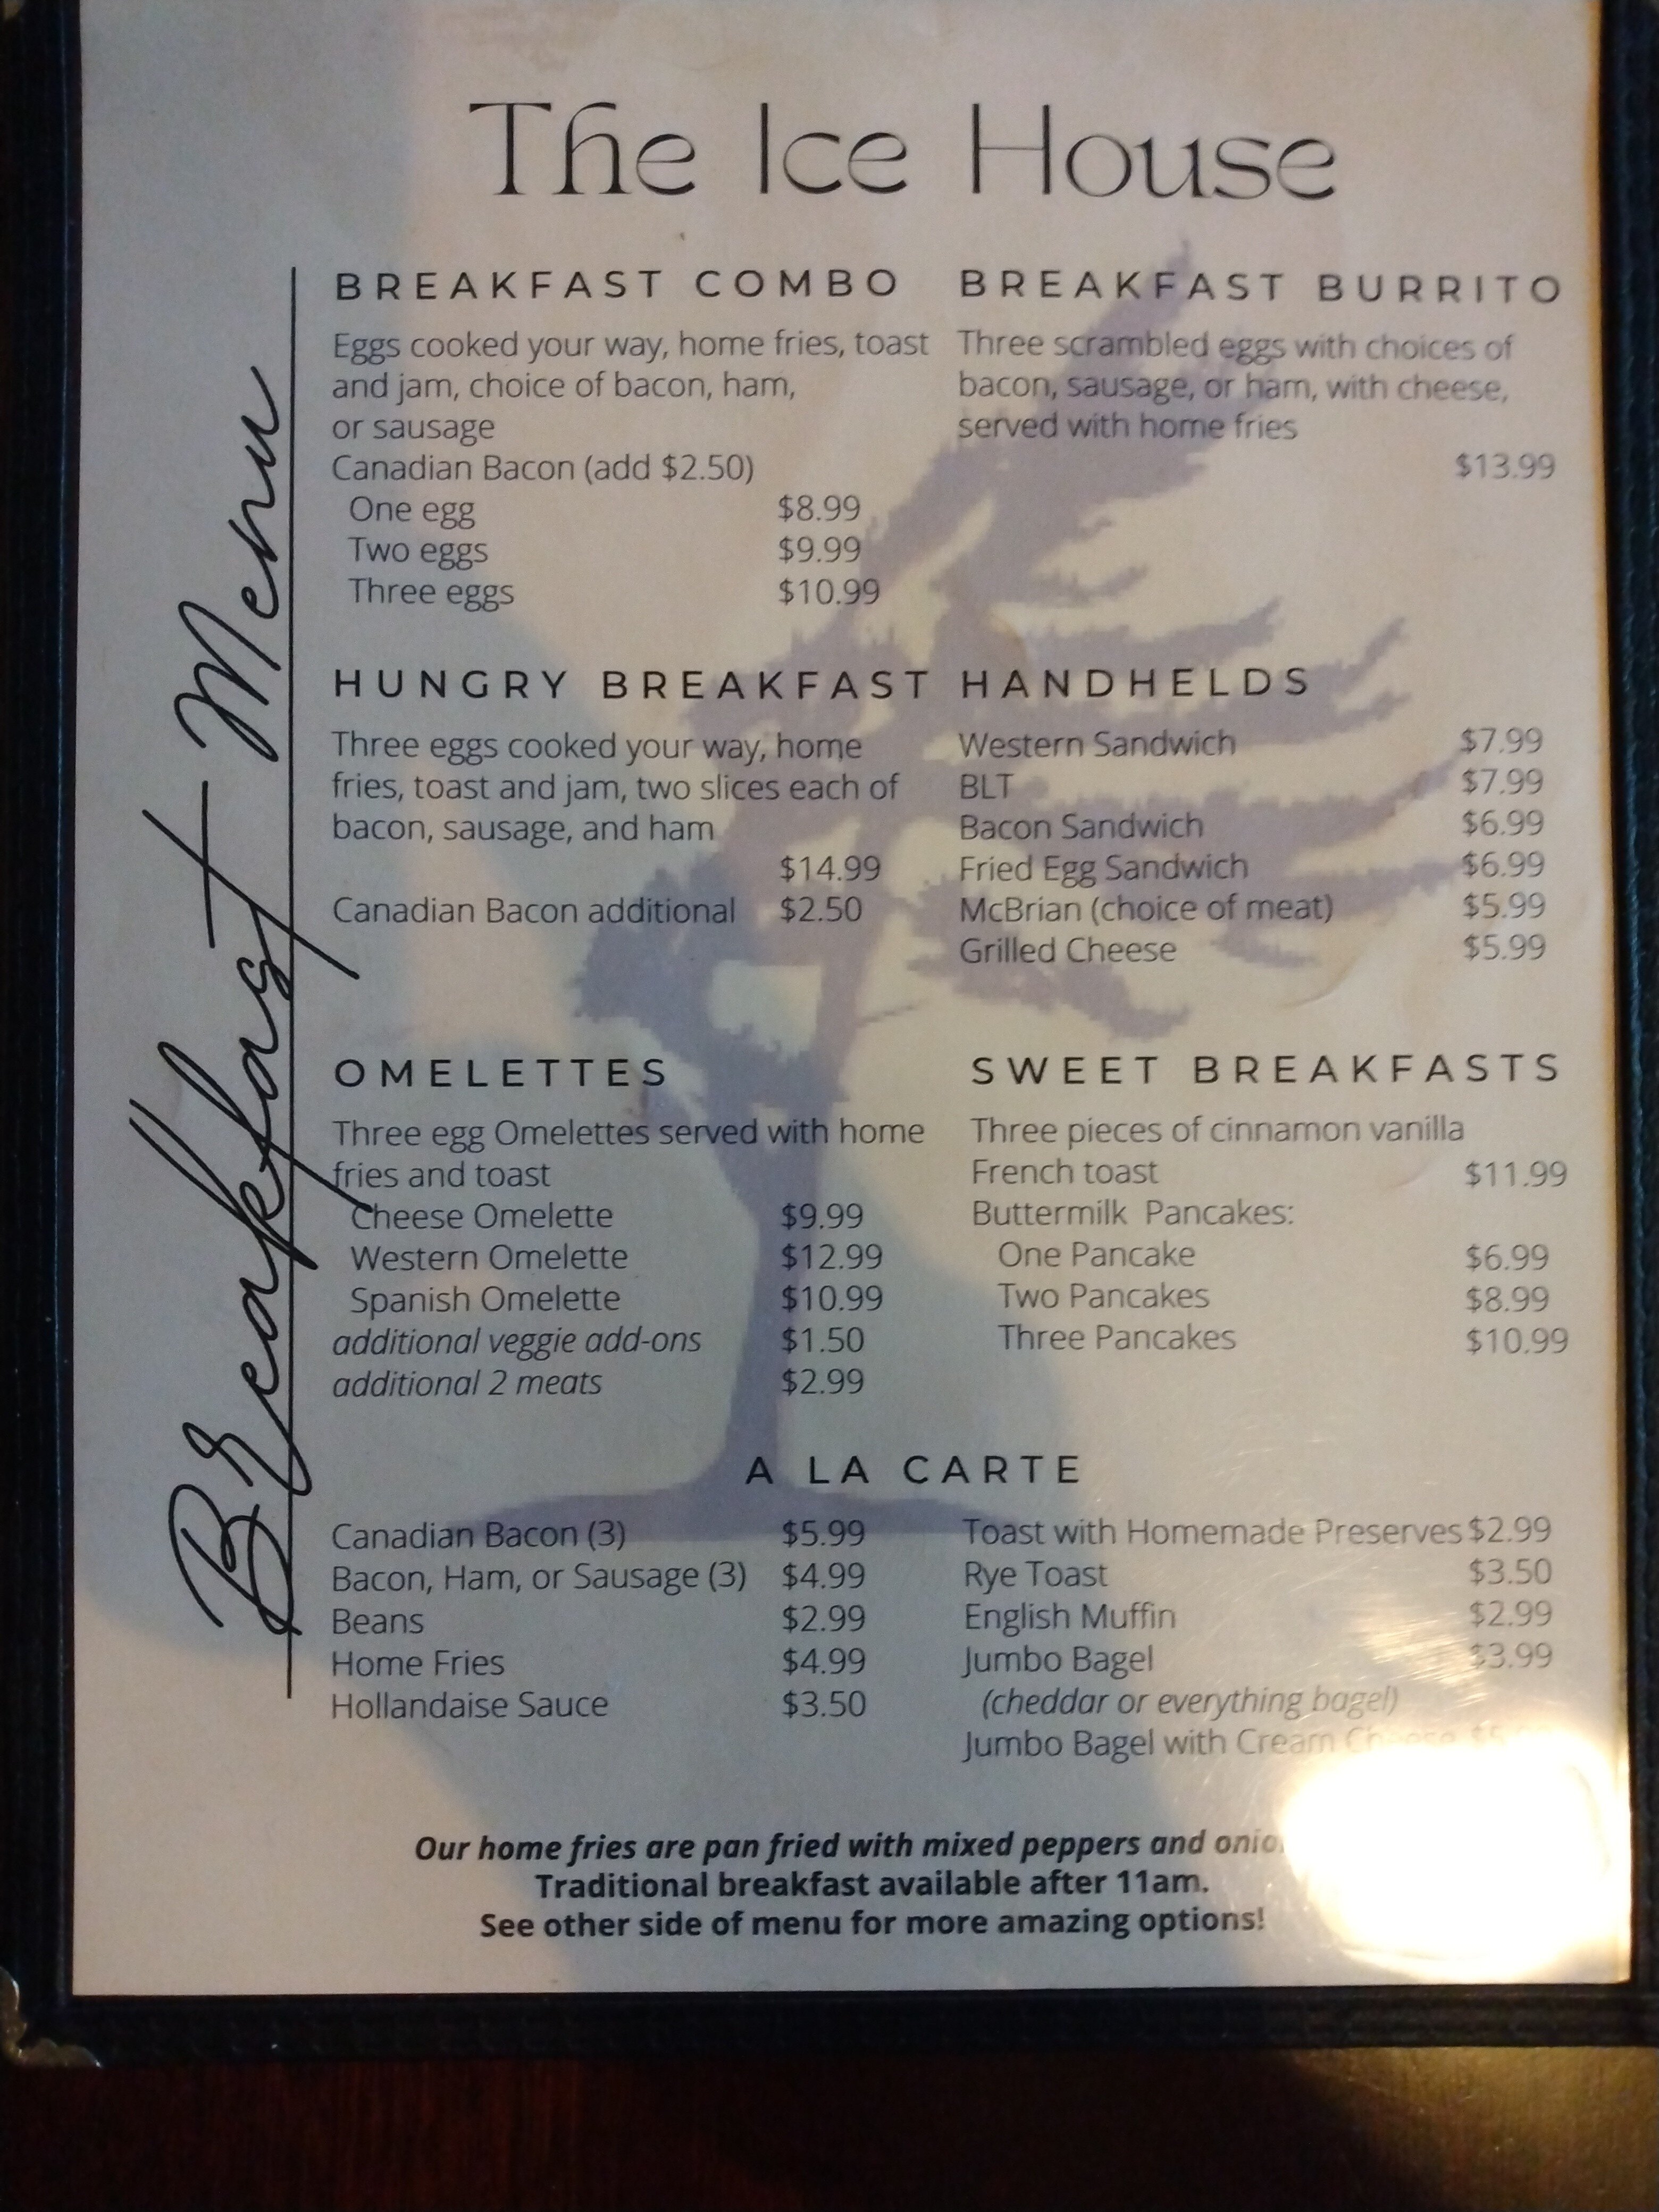 The Ice House
Breakfast Menu
BREAKFAST COMBO
Eggs cooked your way, home fries, toast
and jam, choice of bacon, ham,
or sausage
Canadian Bacon (add $2.50)
One egg $8.99
Two eggs $9.99
Three eggs $10.99
BREAKFAST BURRITO
Three scrambled eggs with choices of
bacon, sausage, or ham, with cheese,
served with home fries
$13.99
HUNGRY BREAKFAST
Three eggs cooked your way, home
fries, toast and jam, two slices each of
bacon, sausage, and ham
$14.99
Canadian Bacon additional $2.50
HANDHELDS
Western Sandwich $7.99
BLT $7.99
Bacon Sandwich $6.99
Fried Egg Sandwich $6.99
McBrian (choice of meat) $5.99
Grilled Cheese $5.99
OMELETTES
Three egg Omelettes served with home
fries and toast
Cheese Omelette $9.99
Western Omelette $12.99
Spanish Omelette $10.99
additional veggie add-ons $1.50
additional 2 meats $2.99
SWEET BREAKFASTS
Three pieces of cinnamon vanilla
French toast $11.99
Buttermilk Pancakes:
One Pancake $6.99
Two Pancakes $8.99
Three Pancakes $10.99
A LA CARTE
Canadian Bacon (3) $5.99
Bacon, Ham, or Sausage (3) $4.99
Beans $2.99
Home Fries $4.99
Hollandaise Sauce $3.50
Toast with Homemade Preserves $2.99
Rye Toast $3.50
English Muffin $2.99
Jumbo Bagel $3.99
(cheddar or everything bagel)
Jumbo Bagel with Cream Cheese
Our home fries are pan fried with mixed peppers and
Traditional breakfast available after 11am.
See other side of menu for more amazing options!